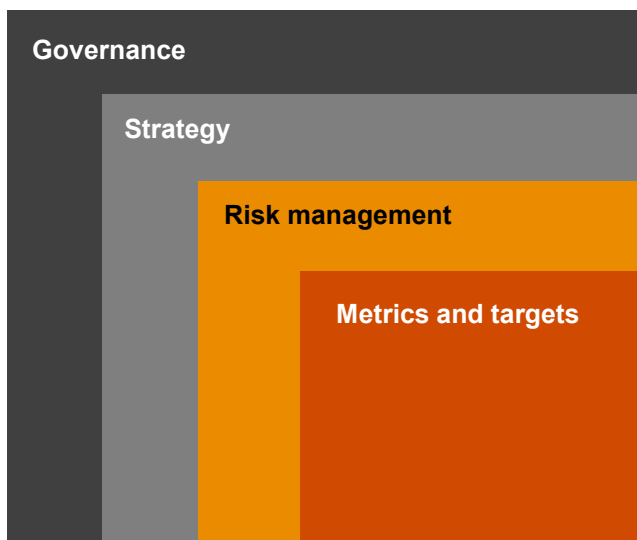 Governance
Strategy
Risk management
Metrics and targets